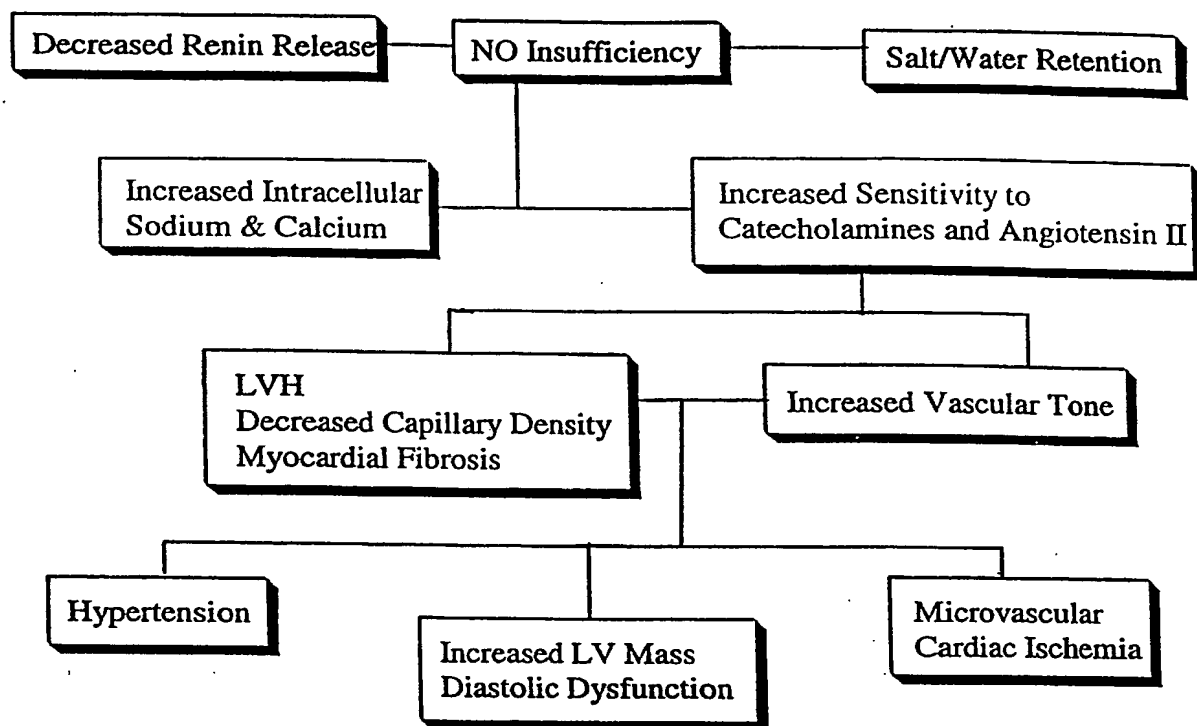 Decreased Renin Release
NO Insufficiency
Salt/Water Retention
Increased Intracellular
Sodium & Calcium
Increased Sensitivity to
Catecholamines and Angiotensin II
LVH
Decreased Capillary Density
Myocardial Fibrosis
Increased Vascular Tone
Hypertension
Increased LV Mass
Diastolic Dysfunction
Microvascular
Cardiac Ischemia